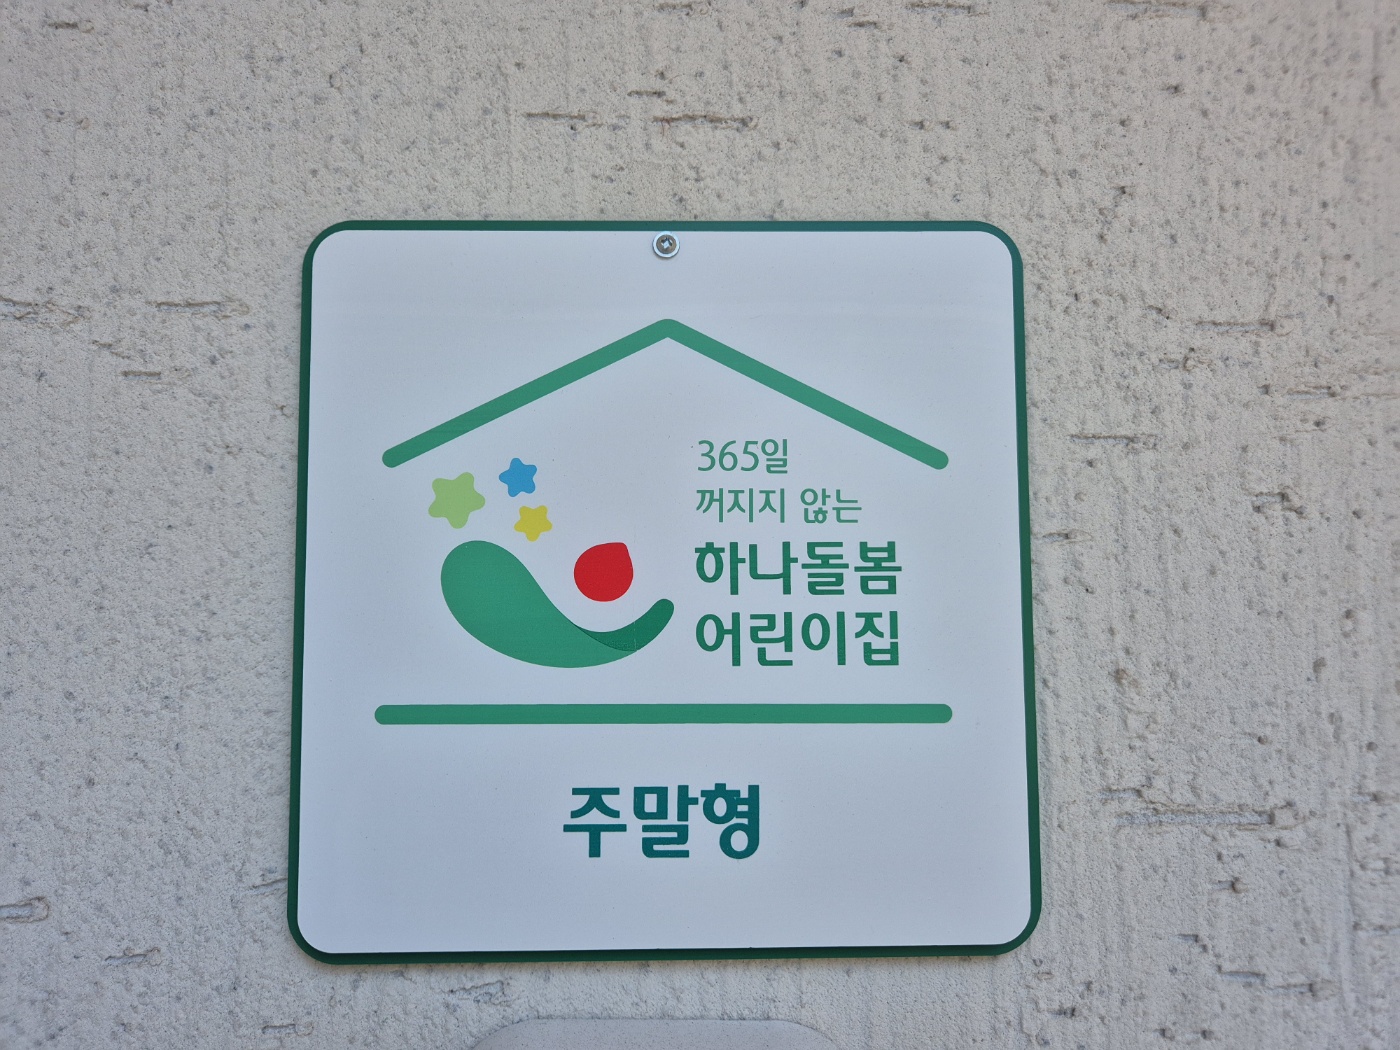 365일
꺼지지 않는
하나돌봄
어린이집
주말형